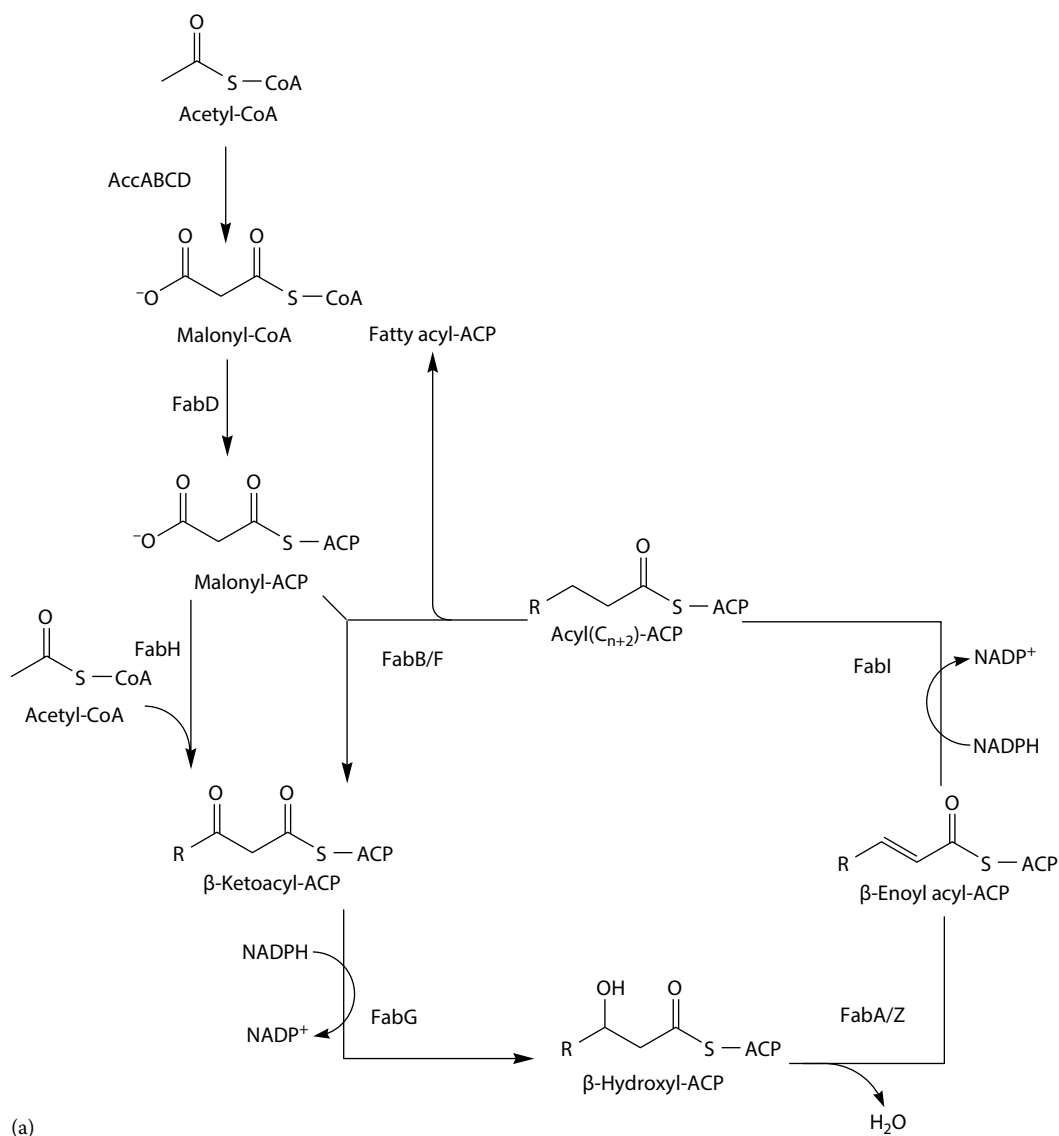 O
S — CoA
Acetyl-CoA
AccABCD
O O
⁻O S — CoA
Malonyl-CoA Fatty acyl-ACP
FabD
O O
⁻O S — ACP
Malonyl-ACP
O
R S — ACP
Acyl(Cₙ₊₂)-ACP
O
S — CoA
Acetyl-CoA
FabH
FabB/F
FabI
NADP⁺
NADPH
O O
R S — ACP
β-Ketoacyl-ACP
O
R S — ACP
β-Enoyl acyl-ACP
NADPH
NADP⁺
FabG
OH O
R S — ACP
β-Hydroxyl-ACP
FabA/Z
H₂O
(a)